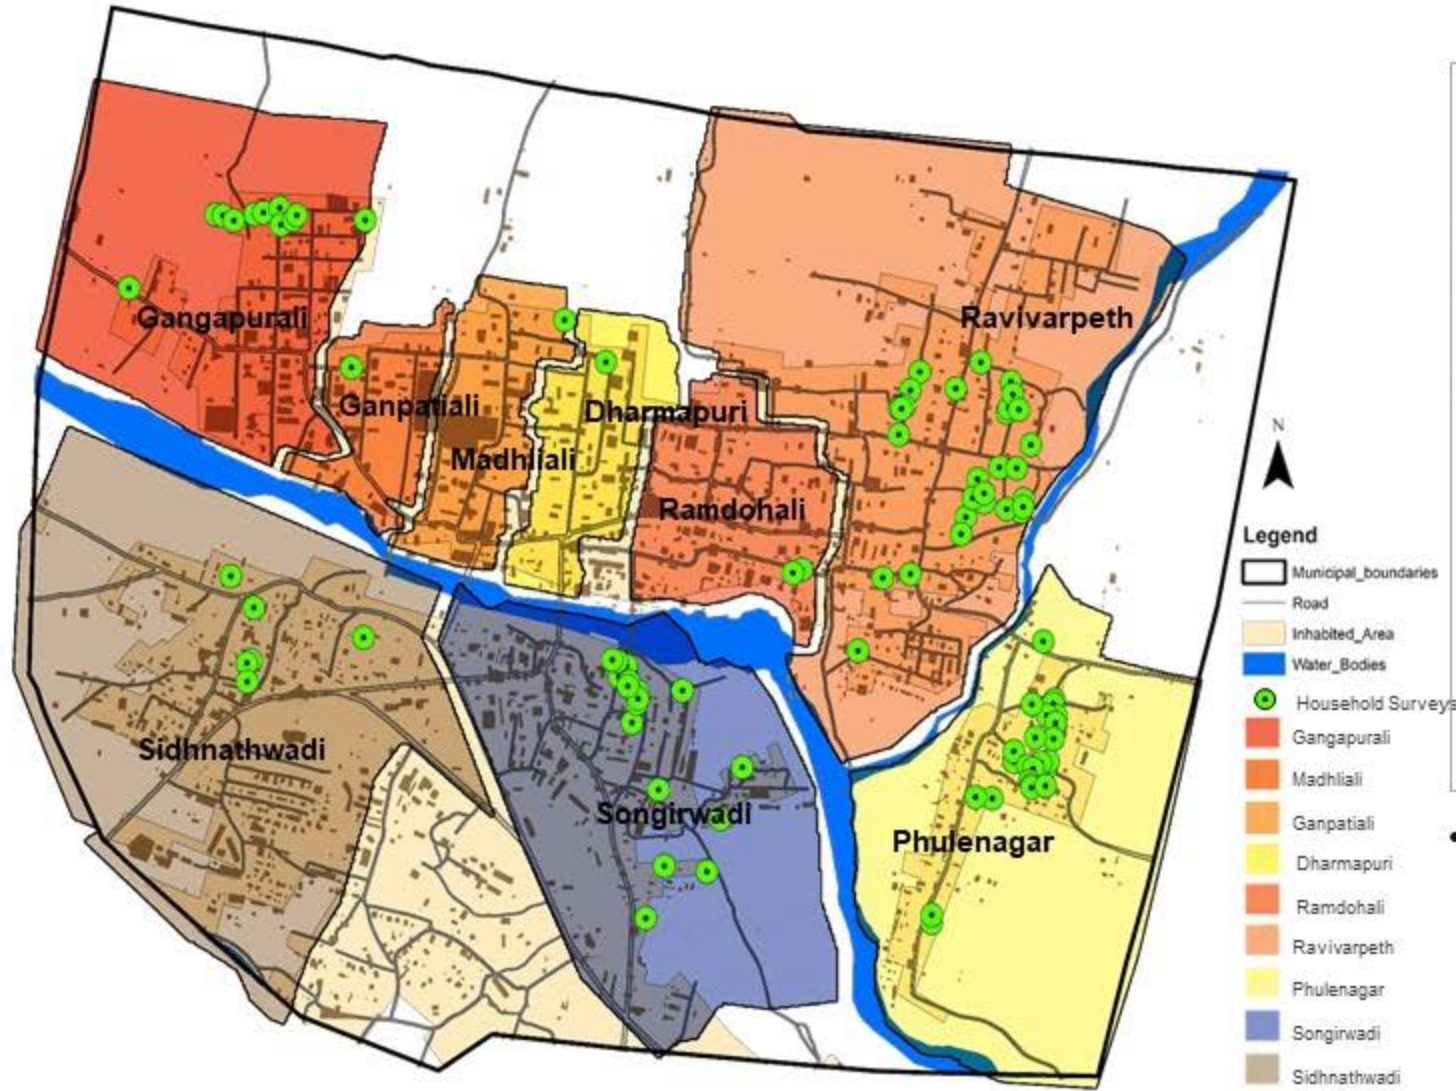 Gangapurali
Ravivarpeth
Ganpatiali
Dharmapuri
Madhliali
Ramdohali
Sidhnathwadi
Songirwadi
Phulenagar
N
Legend
Municipal_boundaries
Road
Inhabited_Area
Water_Bodies
Household Surveys
Gangapurali
Madhliali
Ganpatiali
Dharmapuri
Ramdohali
Ravivarpeth
Phulenagar
Songirwadi
Sidhnathwadi